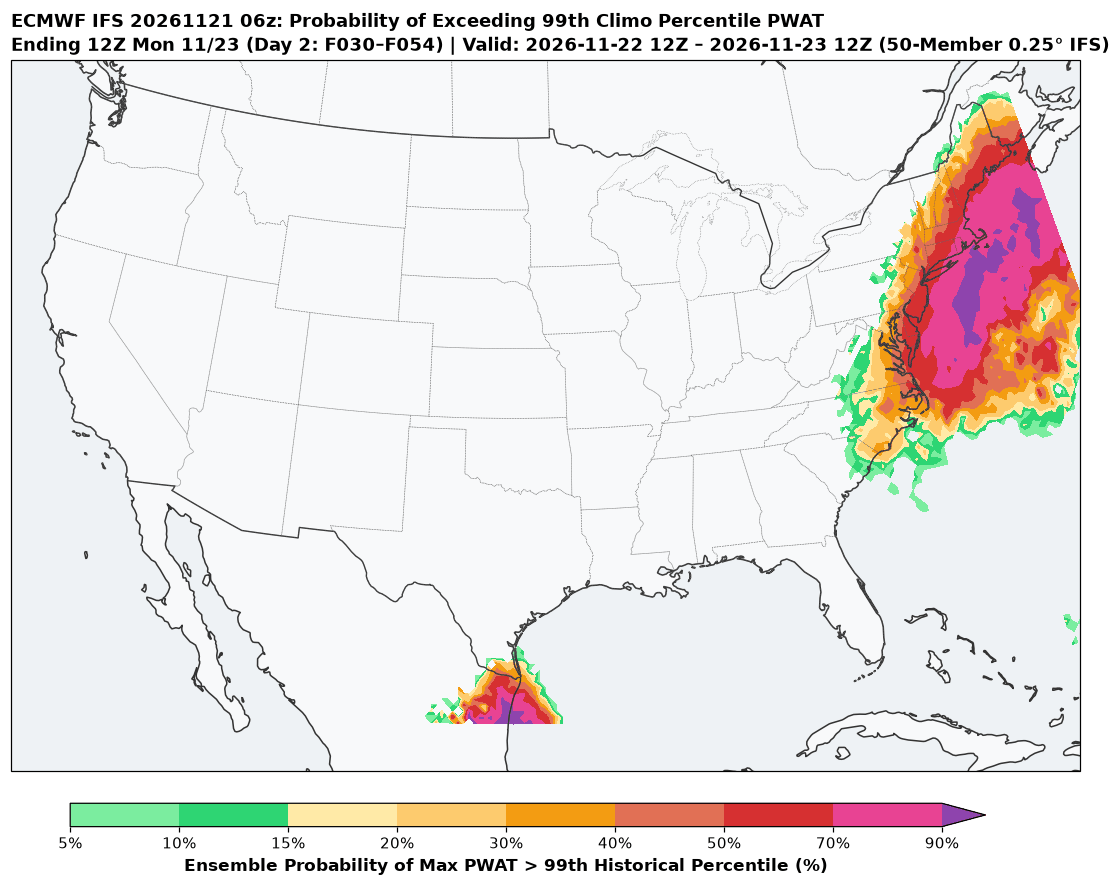 ECMWF IFS 20261121 06z: Probability of Exceeding 99th Climo Percentile PWAT
Ending 12Z Mon 11/23 (Day 2: F030–F054) | Valid: 2026-11-22 12Z – 2026-11-23 12Z (50-Member 0.25° IFS)
5% 10% 15% 20% 30% 40% 50% 70% 90%
Ensemble Probability of Max PWAT > 99th Historical Percentile (%)